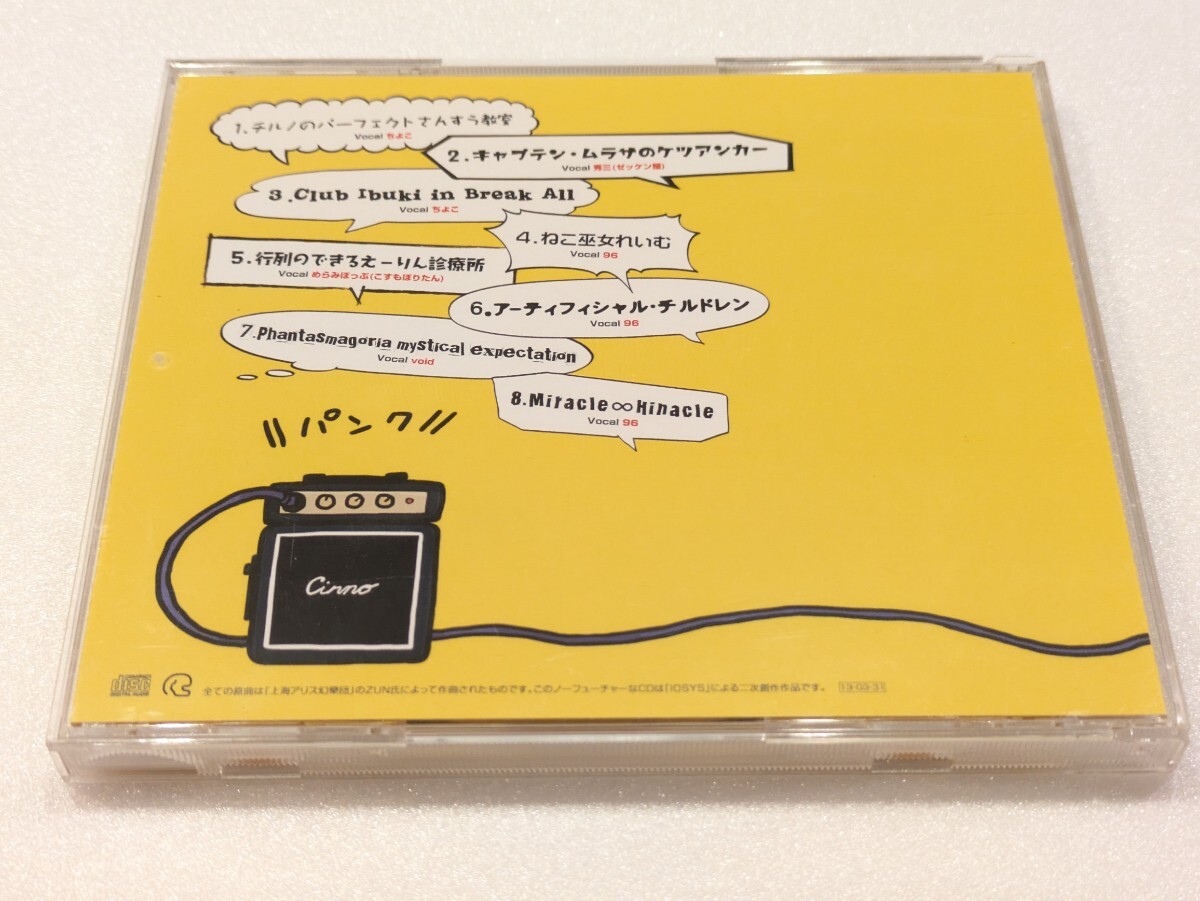 1.チルノのパーフェクトさんすう教室
Vocal ちよこ
2.キャプテン・ムラサのケツアンカー
Vocal 秀三(ゼッケン屋)
3.Club Ibuki in Break All
Vocal ちよこ
4.ねこ巫女れいむ
Vocal 96
5.行列のできるえーりん診療所
Vocal めらみぽっぷ(こすもぽりたん)
6.アーティフィシャル・チルドレン
Vocal 96
7.Phantasmagoria mystical expectation
Vocal void
8.Miracle∞Hinacle
Vocal 96
\\パンク//
Cirno
COMPACT disc DIGITAL AUDIO
全ての原曲は「上海アリス幻樂団」のZUN氏によって作曲されたものです。このノーフューチャーなCDは「IOSYS」による二次創作作品です。 13-03-31